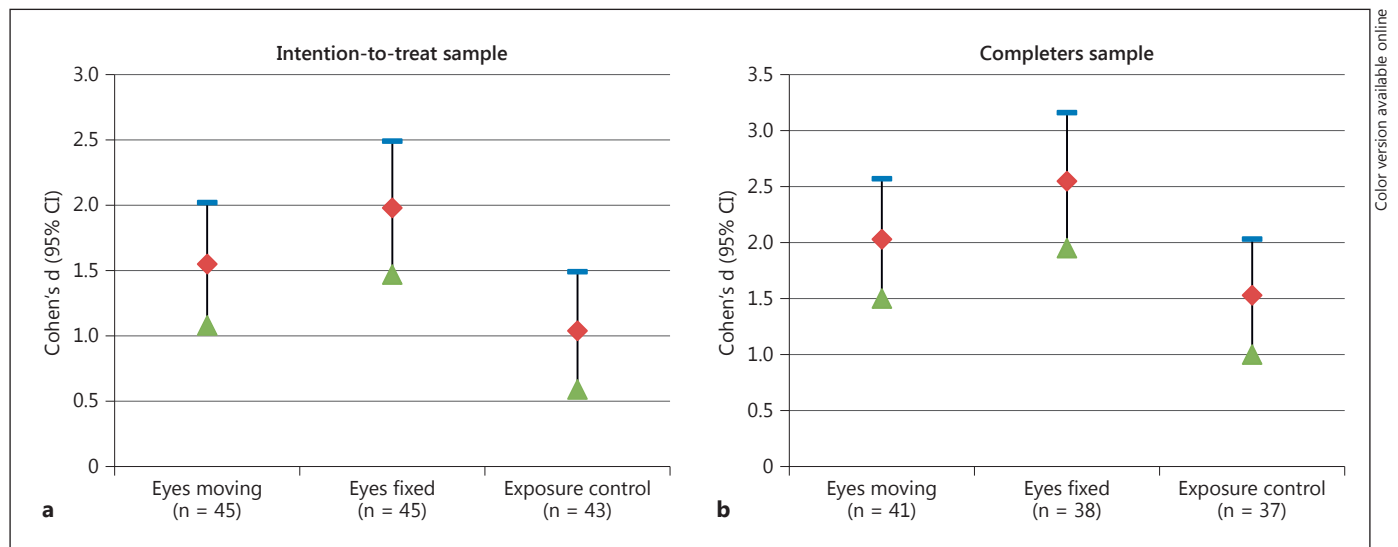 Intention-to-treat sample
3.0
2.5
2.0
1.5
1.0
0.5
0
Cohen's d (95% CI)
Eyes moving
(n = 45)
Eyes fixed
(n = 45)
Exposure control
(n = 43)
a
Completers sample
3.5
3.0
2.5
2.0
1.5
1.0
0.5
0
Cohen's d (95% CI)
Eyes moving
(n = 41)
Eyes fixed
(n = 38)
Exposure control
(n = 37)
b
Color version available online